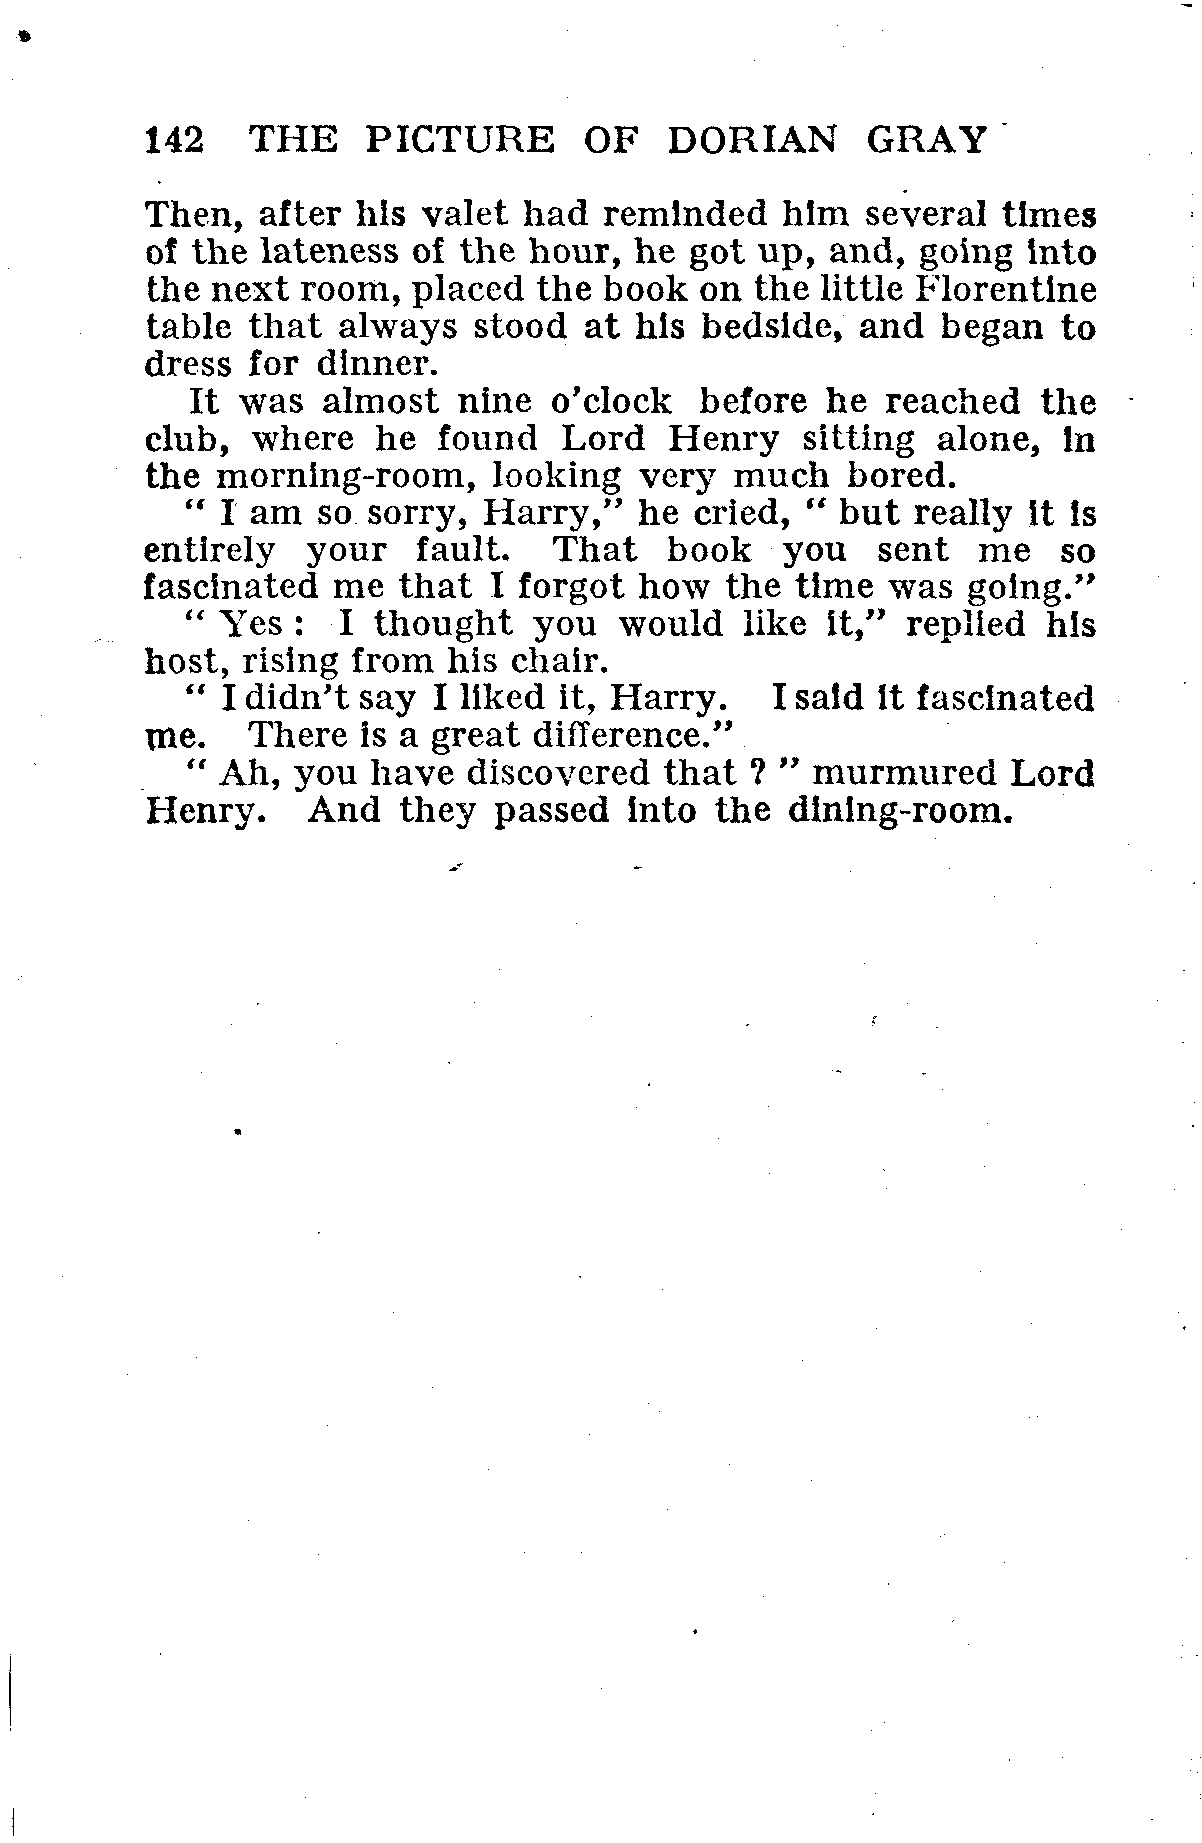 142 THE PICTURE OF DORIAN GRAY
Then, after his valet had reminded him several times
of the lateness of the hour, he got up, and, going into
the next room, placed the book on the little Florentine
table that always stood at his bedside, and began to
dress for dinner.
It was almost nine o'clock before he reached the
club, where he found Lord Henry sitting alone, in
the morning-room, looking very much bored.
“ I am so sorry, Harry,” he cried, “ but really it is
entirely your fault. That book you sent me so
fascinated me that I forgot how the time was going.”
“ Yes : I thought you would like it,” replied his
host, rising from his chair.
“ I didn't say I liked it, Harry. I said it fascinated
me. There is a great difference.”
“ Ah, you have discovered that ? ” murmured Lord
Henry. And they passed into the dining-room.